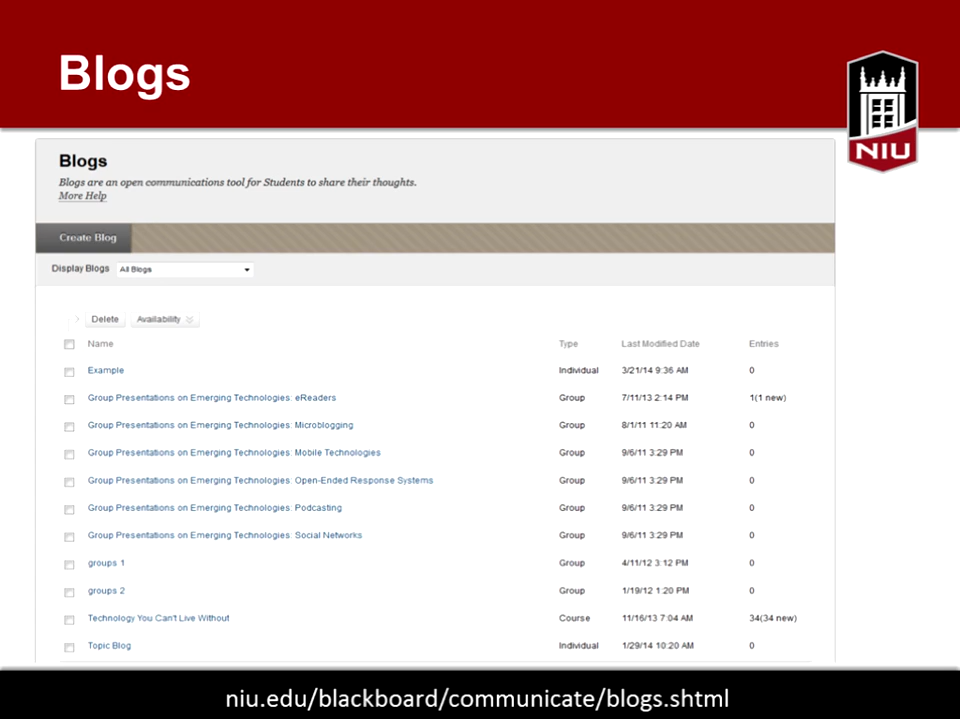 Blogs
NIU
Blogs
Blogs are an open communications tool for Students to share their thoughts.
More Help
Create Blog
Display Blogs All Blogs
Delete Availability
Name Type Last Modified Date Entries
Example Individual 3/21/14 9:36 AM 0
Group Presentations on Emerging Technologies: eReaders Group 7/11/13 2:14 PM 1(1 new)
Group Presentations on Emerging Technologies: Microblogging Group 8/1/11 11:20 AM 0
Group Presentations on Emerging Technologies: Mobile Technologies Group 9/6/11 3:29 PM 0
Group Presentations on Emerging Technologies: Open-Ended Response Systems Group 9/6/11 3:29 PM 0
Group Presentations on Emerging Technologies: Podcasting Group 9/6/11 3:29 PM 0
Group Presentations on Emerging Technologies: Social Networks Group 9/6/11 3:29 PM 0
groups 1 Group 4/11/12 3:12 PM 0
groups 2 Group 1/19/12 1:20 PM 0
Technology You Can't Live Without Course 11/16/13 7:04 AM 34(34 new)
Topic Blog Individual 1/29/14 10:20 AM 0
niu.edu/blackboard/communicate/blogs.shtml